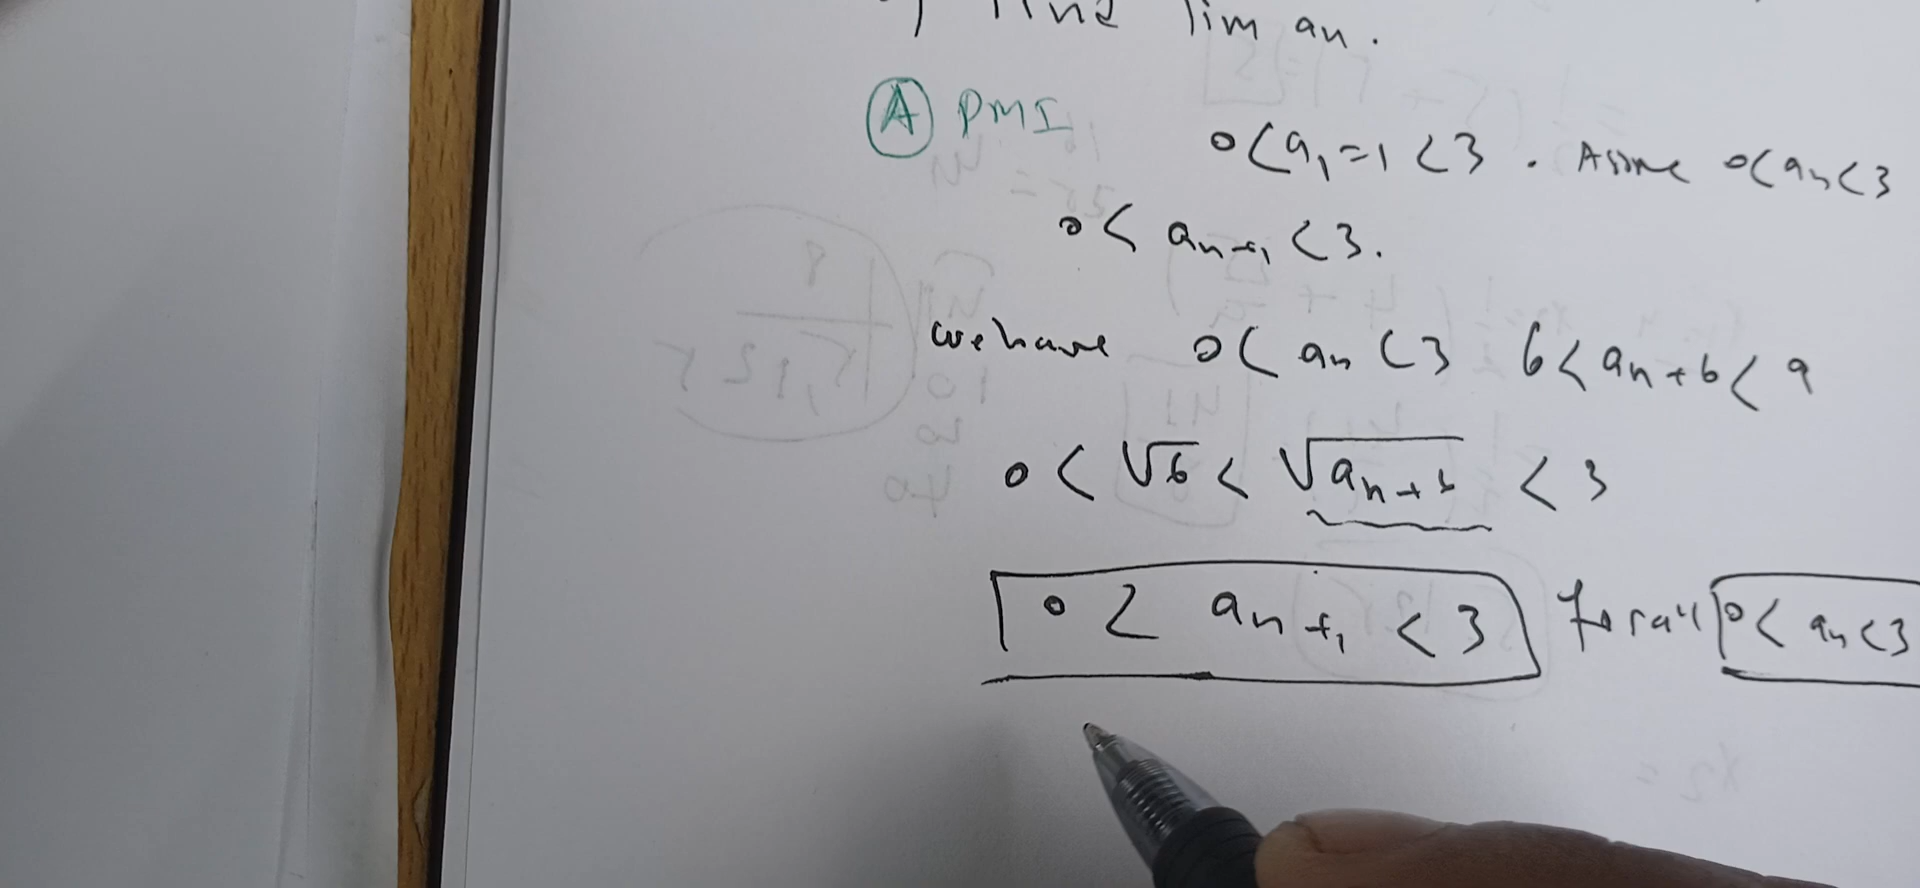 find lim an.
A PMI
0 < a1 = 1 < 3 . Assume 0 < an < 3
0 < an+1 < 3.
we have 0 < an < 3 6 < an + 6 < 9
0 < √6 < √an + 6 < 3
0 < an+1 < 3 for all 0 < an < 3